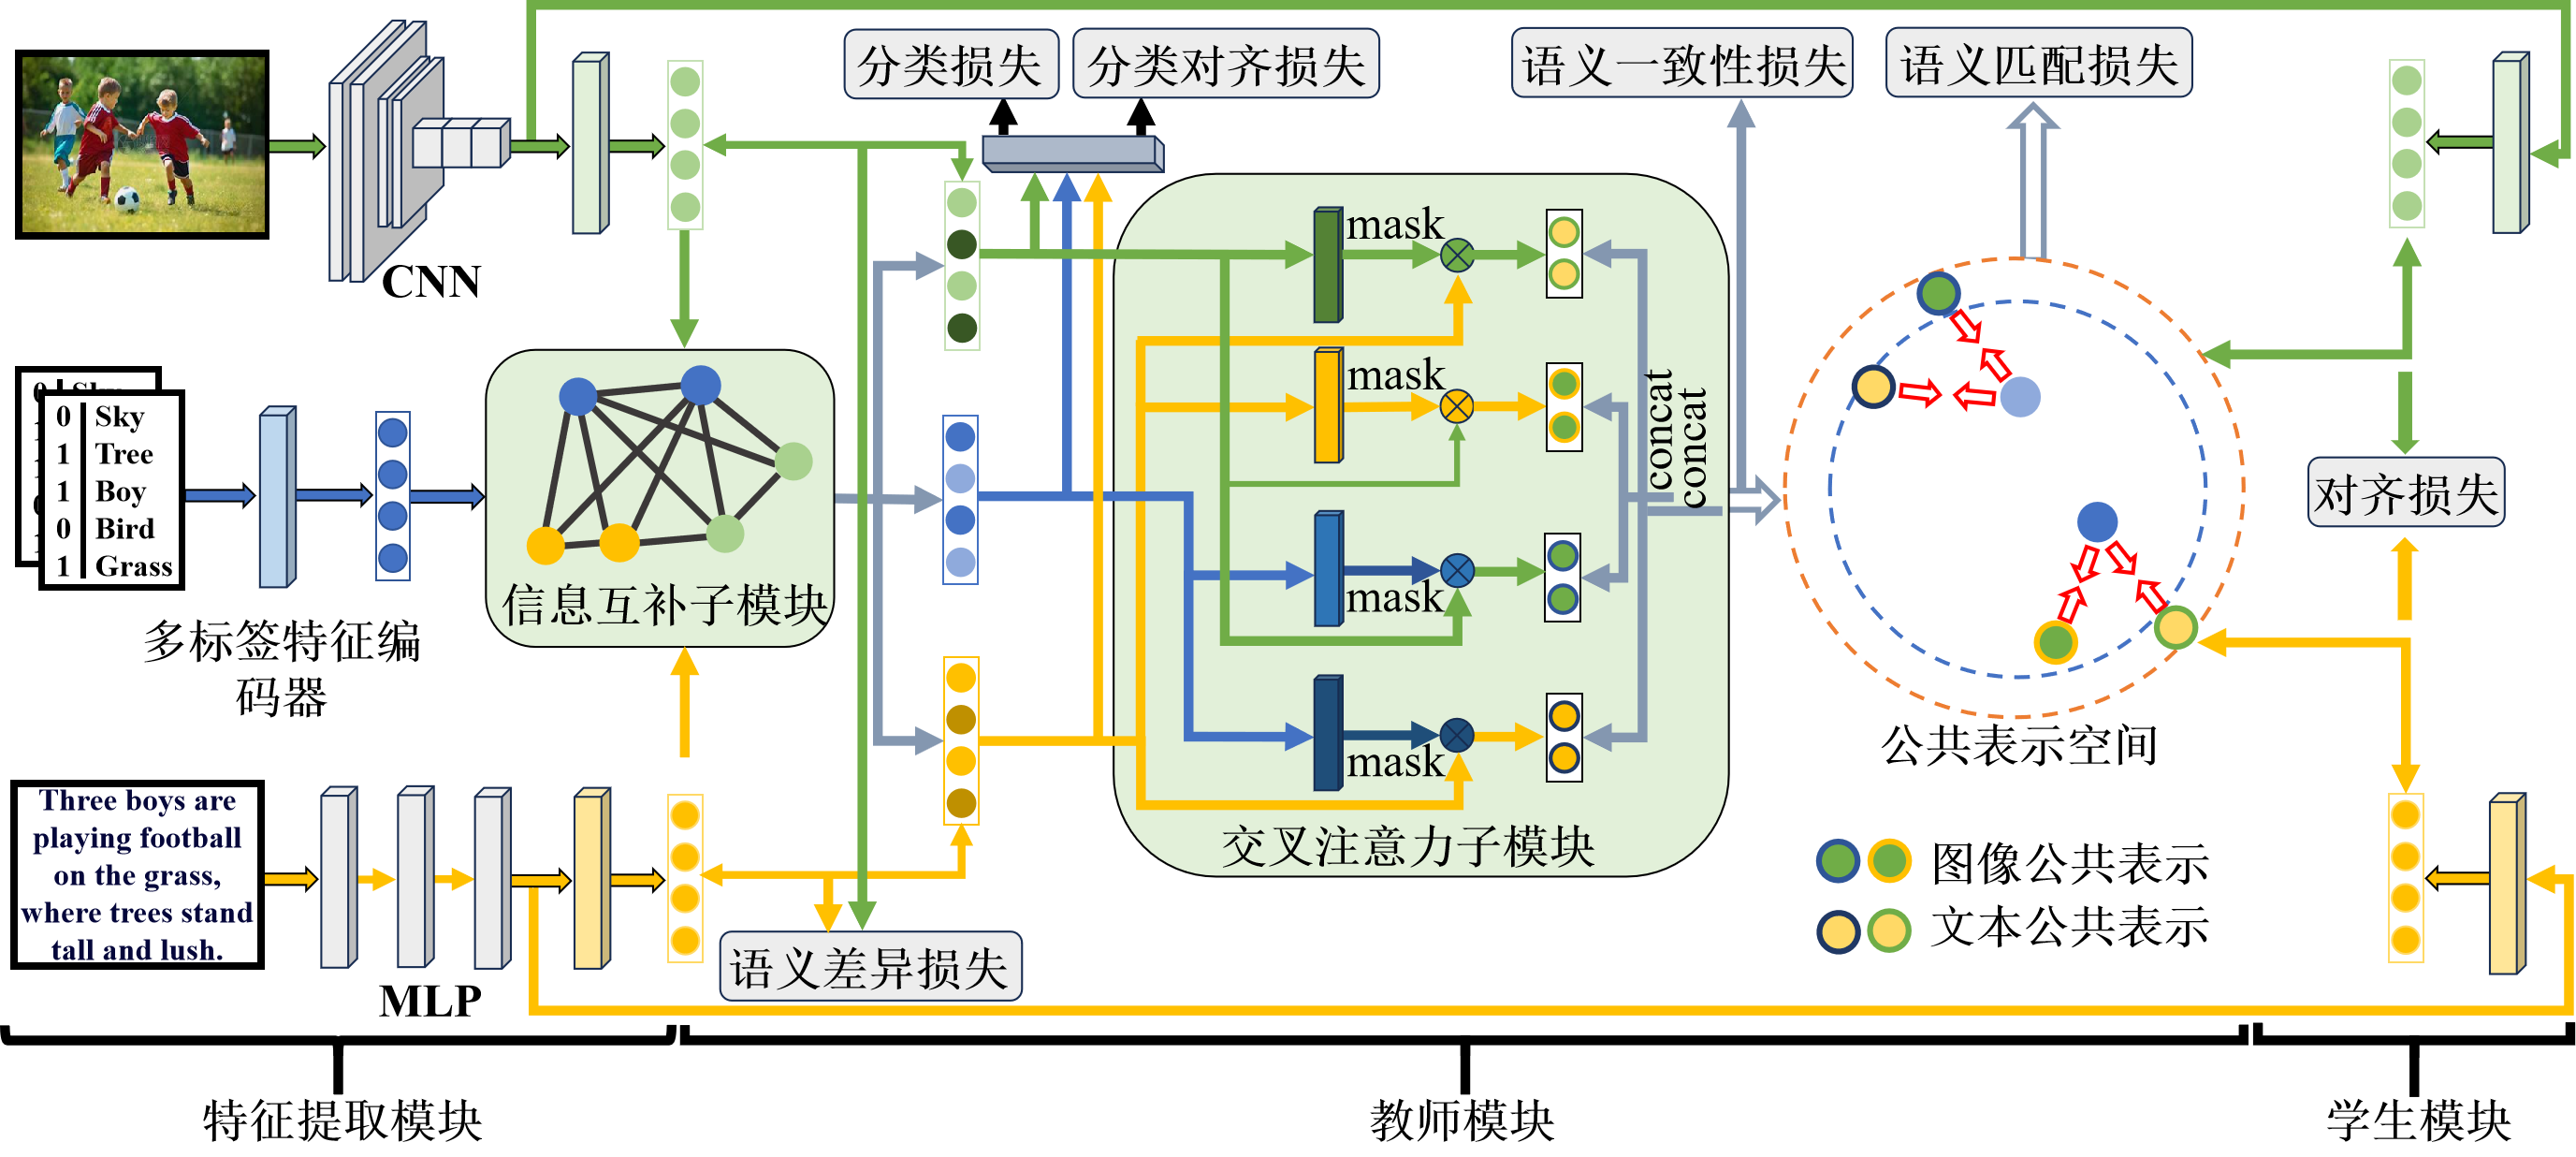 分类损失
分类对齐损失
语义一致性损失
语义匹配损失
CNN
mask
mask
mask
mask
concat
concat
0 Sky
0 Sky
1 Tree
1 Boy
0 Bird
1 Grass
多标签特征编
码器
信息互补子模块
对齐损失
公共表示空间
Three boys are
playing football
on the grass,
where trees stand
tall and lush.
MLP
语义差异损失
交叉注意力子模块
图像公共表示
文本公共表示
特征提取模块
教师模块
学生模块